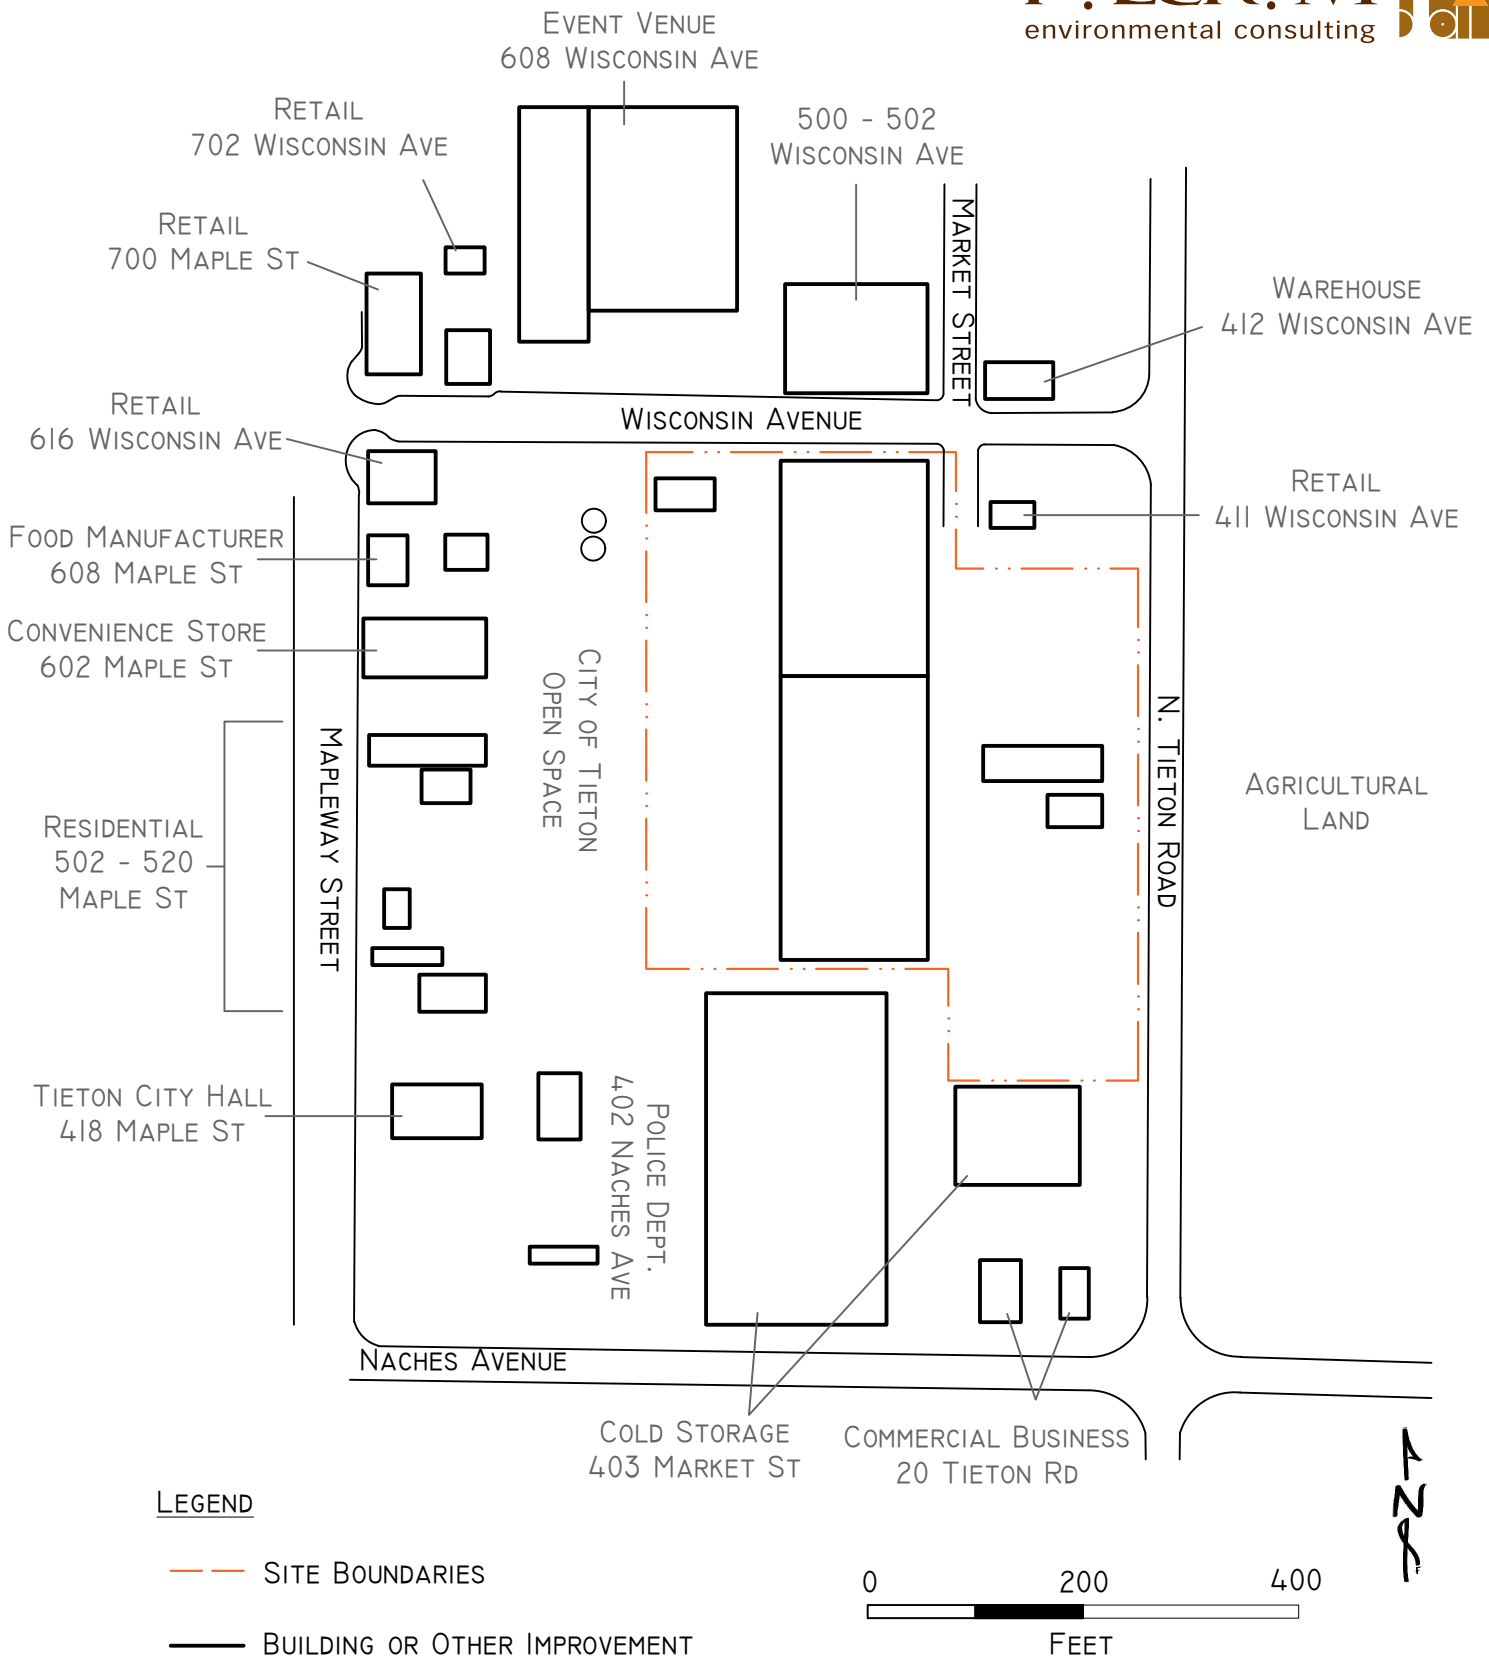 environmental consulting
EVENT VENUE
608 WISCONSIN AVE
RETAIL
702 WISCONSIN AVE
500 - 502
WISCONSIN AVE
RETAIL
700 MAPLE ST
MARKET STREET
WAREHOUSE
412 WISCONSIN AVE
RETAIL
616 WISCONSIN AVE
WISCONSIN AVENUE
RETAIL
411 WISCONSIN AVE
FOOD MANUFACTURER
608 MAPLE ST
CONVENIENCE STORE
602 MAPLE ST
CITY OF TIETON
OPEN SPACE
MAPLEWAY STREET
N. TIETON ROAD
AGRICULTURAL
LAND
RESIDENTIAL
502 - 520
MAPLE ST
TIETON CITY HALL
418 MAPLE ST
POLICE DEPT.
402 NACHES AVE
NACHES AVENUE
COLD STORAGE
403 MARKET ST
COMMERCIAL BUSINESS
20 TIETON RD
N
LEGEND
SITE BOUNDARIES
BUILDING OR OTHER IMPROVEMENT
0 200 400
FEET